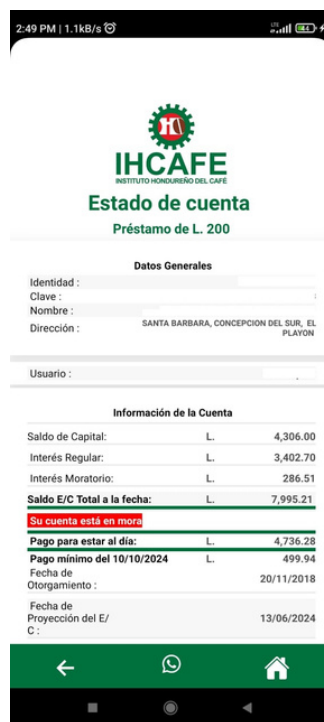 2:49 PM | 1.1kB/s
IHCAFE
INSTITUTO HONDUREÑO DEL CAFÉ
Estado de cuenta
Préstamo de L. 200
Datos Generales
Identidad :
Clave :
Nombre :
Dirección : SANTA BARBARA, CONCEPCION DEL SUR, EL
PLAYON
Usuario :
Información de la Cuenta
Saldo de Capital: L. 4,306.00
Interés Regular: L. 3,402.70
Interés Moratorio: L. 286.51
Saldo E/C Total a la fecha: L. 7,995.21
Su cuenta está en mora
Pago para estar al día: L. 4,736.28
Pago mínimo del 10/10/2024 L. 499.94
Fecha de
Otorgamiento : 20/11/2018
Fecha de
Proyección del E/ 13/06/2024
C :